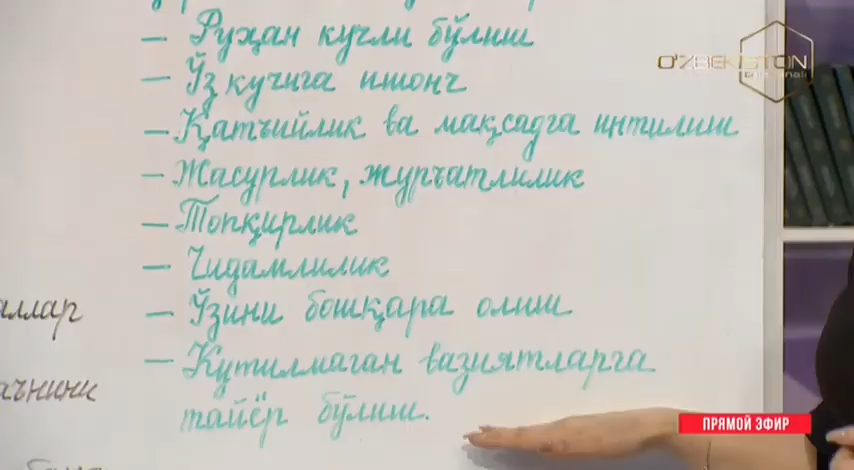 — Руҳан кучли бўлиш
— Ўз кучига ишонч
— Қатъийлик ва мақсадга интилиш
— Жасурлик, журъатлилик
— Топқирлик
— Чидамлилик
— Ўзини бошқара олиш
— Кутилмаган вазиятларга
тайёр бўлиш.
O'ZBEKISTON
ПРЯМОЙ ЭФИР